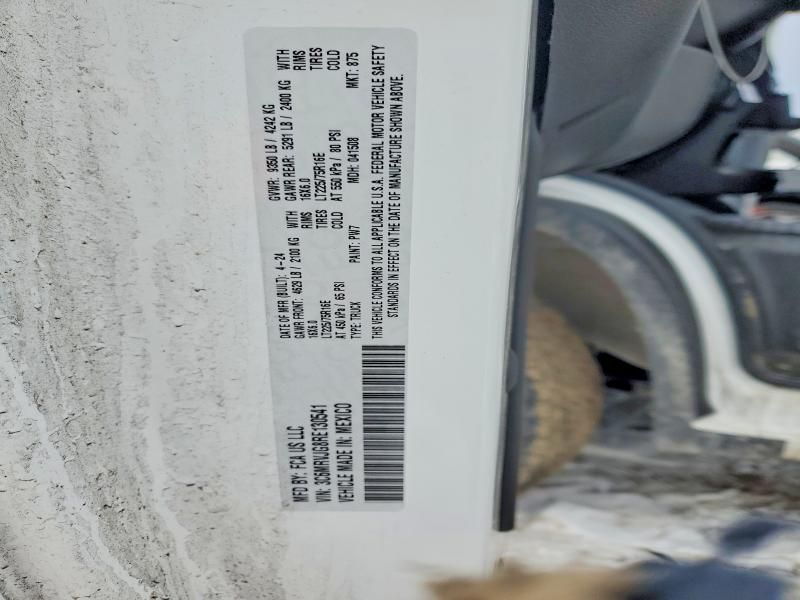 MFD BY: FCA US LLC
DATE OF MFR (BUILT): 4-24
GVWR: 9350 LB / 4242 KG
GAWR FRONT: 4629 LB / 2100 KG WITH
16X6.0 RIMS
LT225/75R16E TIRES
AT 450 kPa / 65 PSI COLD
GAWR REAR: 5291 LB / 2400 KG WITH
16X6.0 RIMS
LT225/75R16E TIRES
AT 550 kPa / 80 PSI COLD
VIN: 3C6MRVJG8RE130541
TYPE: TRUCK
PAINT: PW7
MDH: 041508
MKT: 875
VEHICLE MADE IN: MEXICO
THIS VEHICLE CONFORMS TO ALL APPLICABLE U.S.A. FEDERAL MOTOR VEHICLE SAFETY
STANDARDS IN EFFECT ON THE DATE OF MANUFACTURE SHOWN ABOVE.